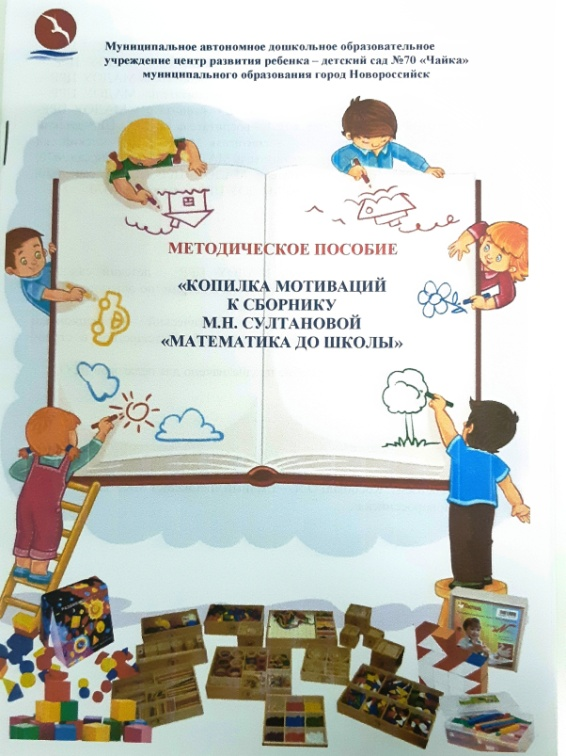 Муниципальное автономное дошкольное образовательное
учреждение центр развития ребенка – детский сад №70 «Чайка»
муниципального образования город Новороссийск
МЕТОДИЧЕСКОЕ ПОСОБИЕ
«КОПИЛКА МОТИВАЦИЙ
К СБОРНИКУ
М.Н. СУЛТАНОВОЙ
«МАТЕМАТИКА ДО ШКОЛЫ»